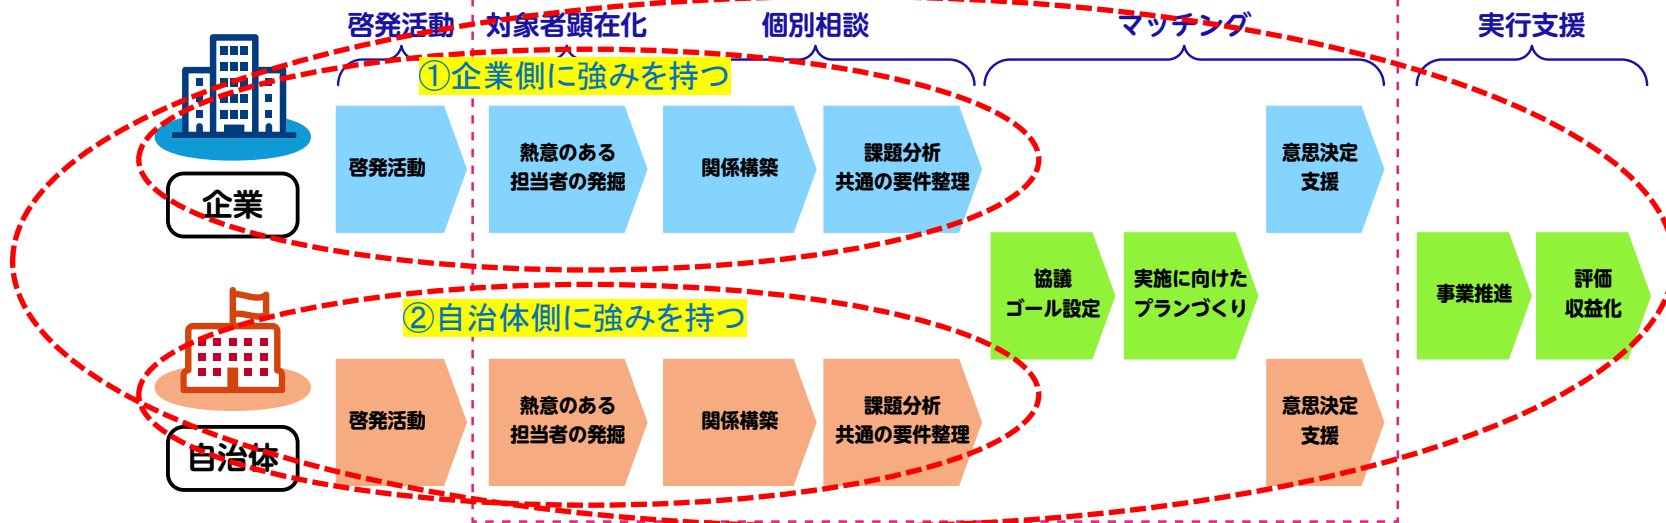 啓発活動
対象者顕在化
個別相談
マッチング
実行支援
①企業側に強みを持つ
企業
啓発活動
熱意のある
担当者の発掘
関係構築
課題分析
共通の要件整理
意思決定
支援
協議
ゴール設定
実施に向けた
プランづくり
事業推進
評価
収益化
②自治体側に強みを持つ
自治体
啓発活動
熱意のある
担当者の発掘
関係構築
課題分析
共通の要件整理
意思決定
支援